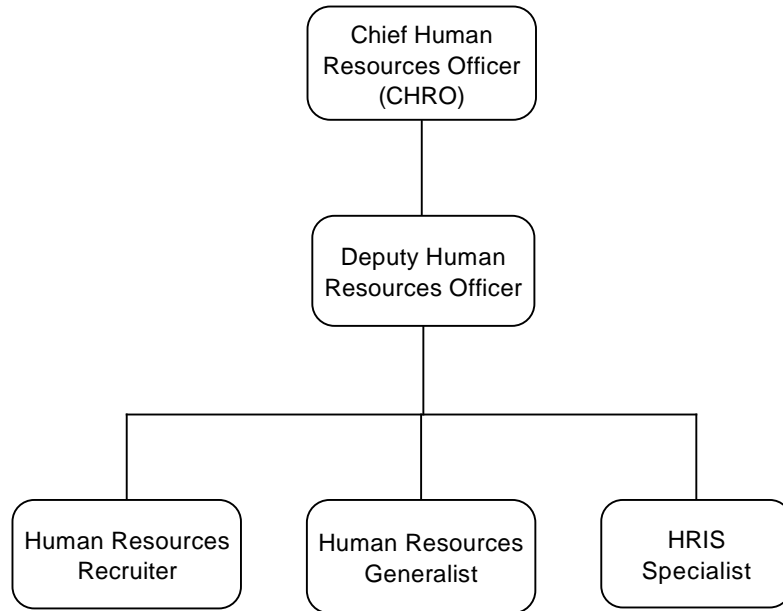 Chief Human
Resources Officer
(CHRO)
Deputy Human
Resources Officer
Human Resources
Recruiter
Human Resources
Generalist
HRIS
Specialist